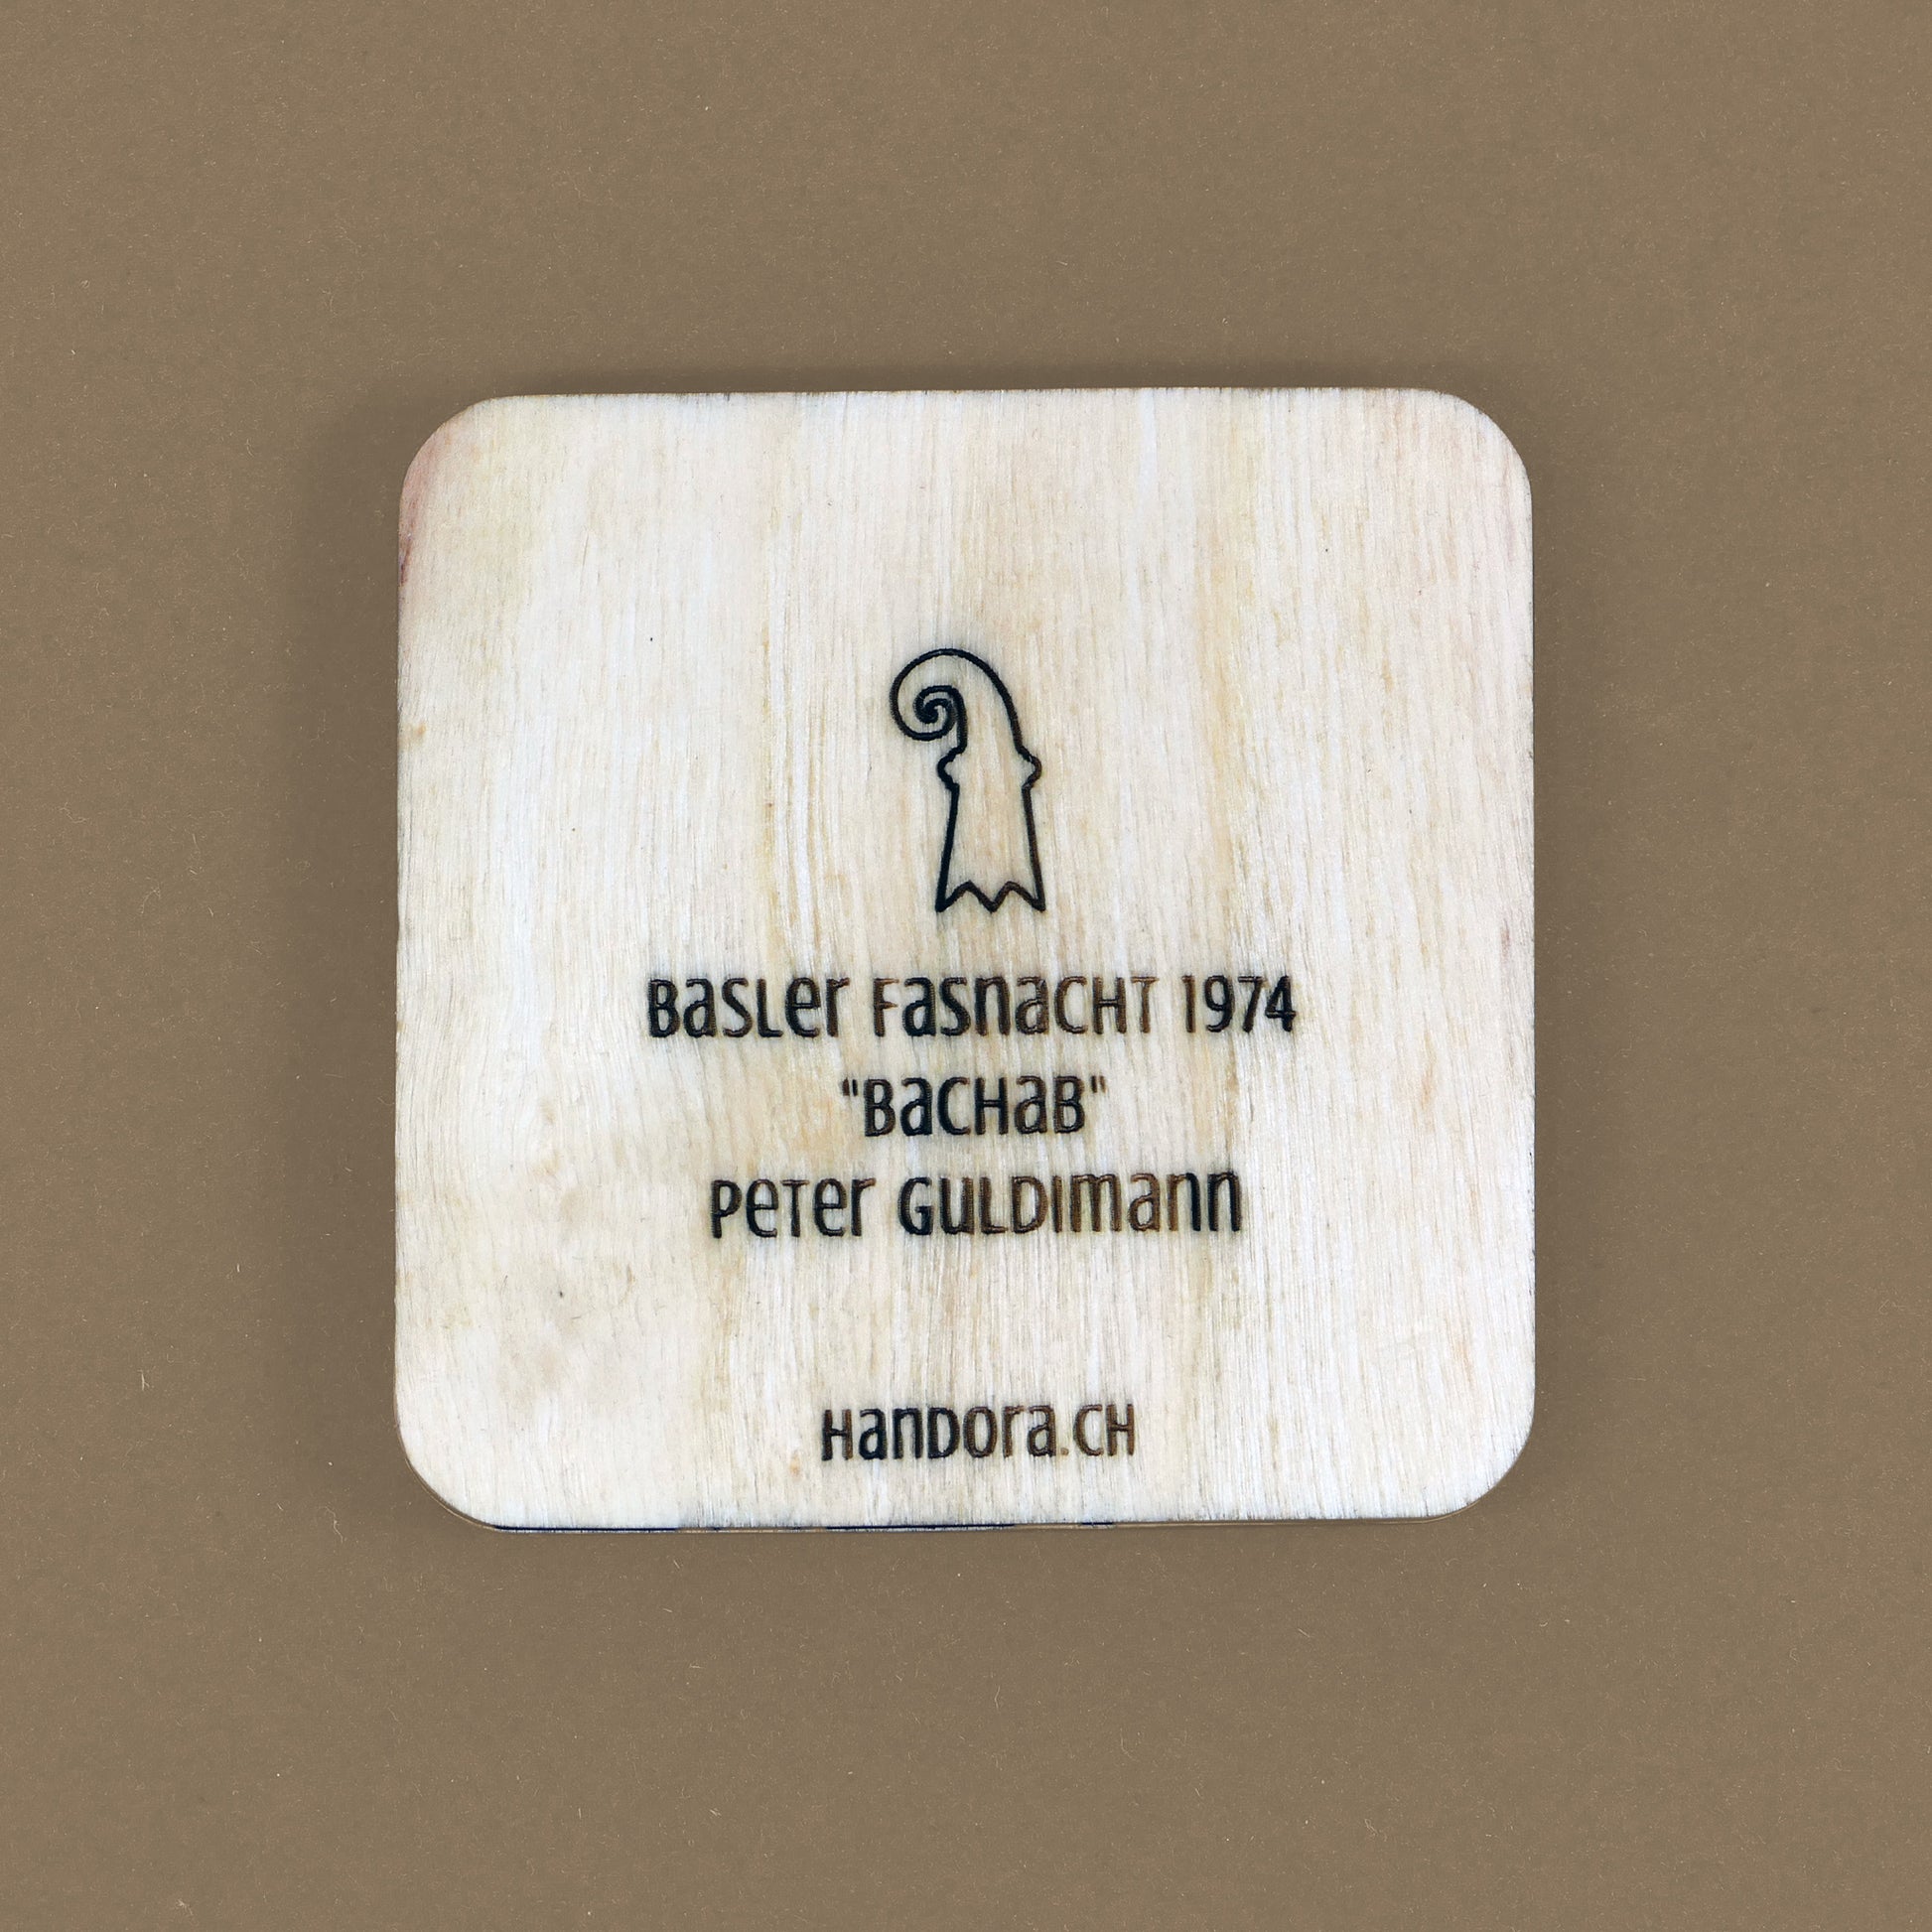 Basler Fasnacht 1974
"Bachab"
Peter Guldimann
Handora.ch